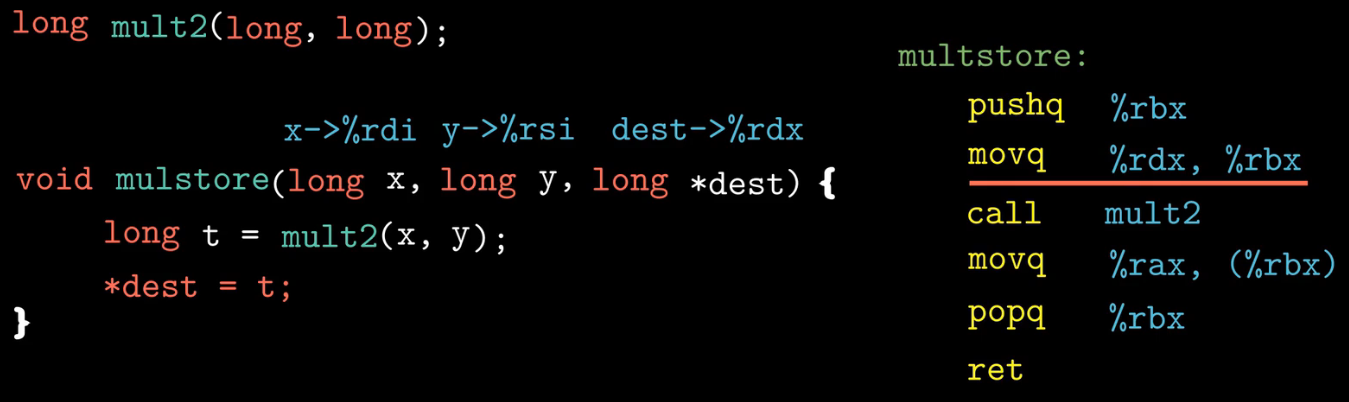 long mult2(long, long);
x->%rdi y->%rsi dest->%rdx
void mulstore(long x, long y, long *dest) {
long t = mult2(x, y);
*dest = t;
}
multstore:
pushq %rbx
movq %rdx, %rbx
call mult2
movq %rax, (%rbx)
popq %rbx
ret